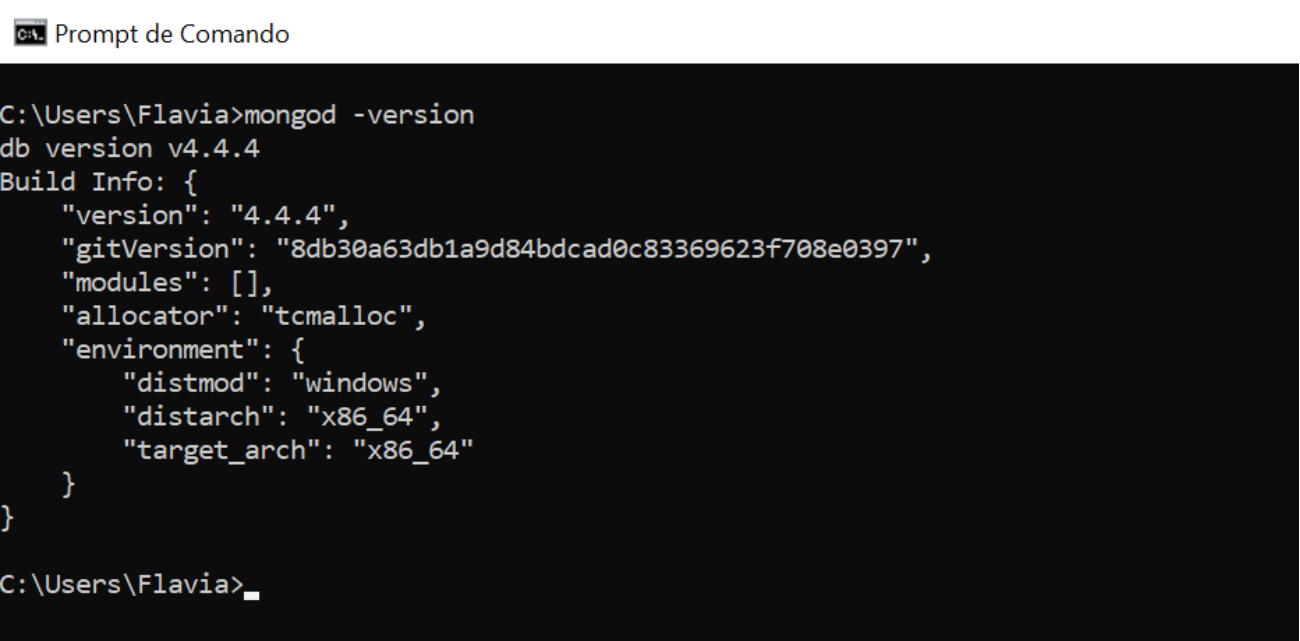 Prompt de Comando
C:\Users\Flavia>mongod -version
db version v4.4.4
Build Info: {
    "version": "4.4.4",
    "gitVersion": "8db30a63db1a9d84bdcad0c83369623f708e0397",
    "modules": [],
    "allocator": "tcmalloc",
    "environment": {
        "distmod": "windows",
        "distarch": "x86_64",
        "target_arch": "x86_64"
    }
}
C:\Users\Flavia>